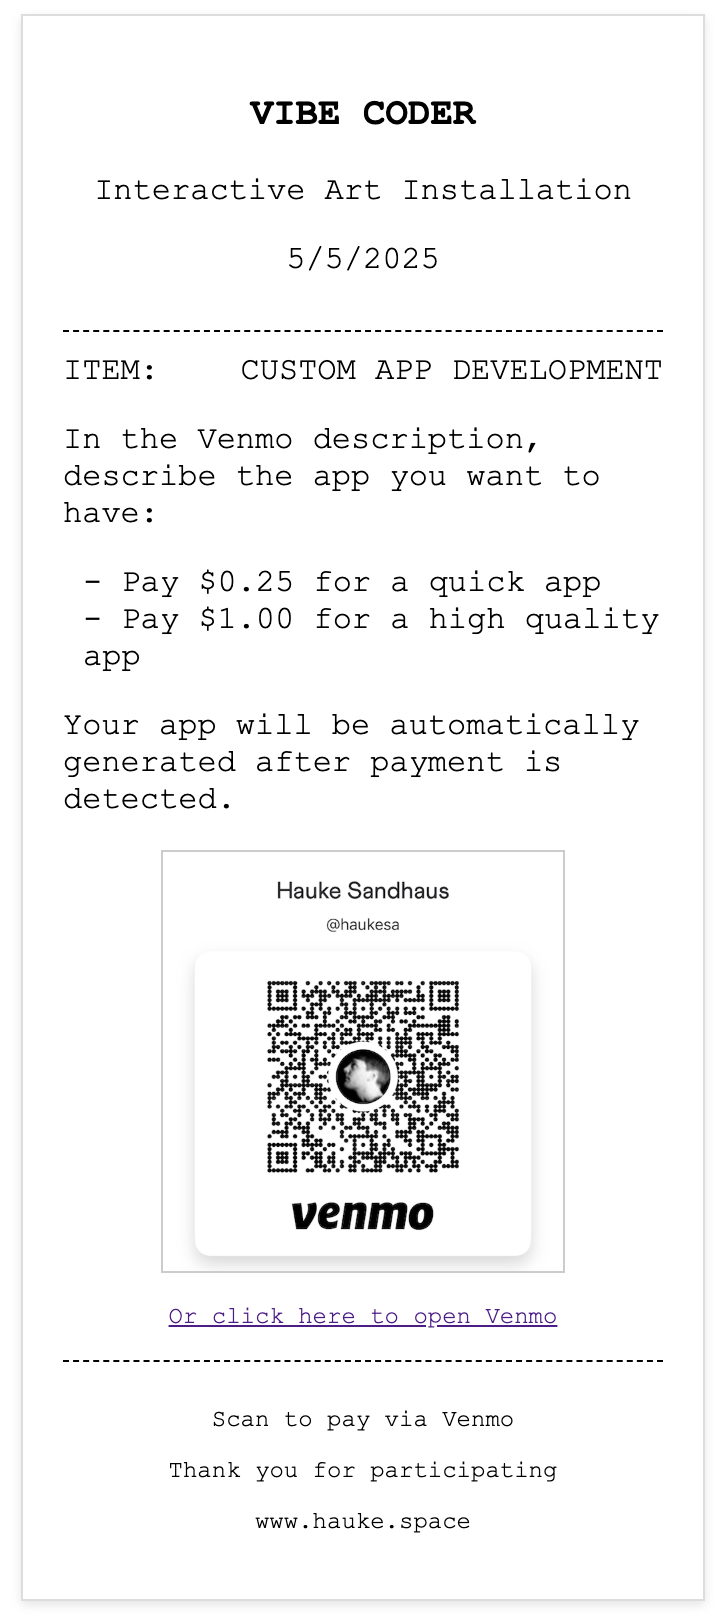 VIBE CODER
Interactive Art Installation
5/5/2025
ITEM: CUSTOM APP DEVELOPMENT
In the Venmo description,
describe the app you want to
have:
- Pay $0.25 for a quick app
- Pay $1.00 for a high quality
app
Your app will be automatically
generated after payment is
detected.
Hauke Sandhaus
@haukesa
venmo
Or click here to open Venmo
Scan to pay via Venmo
Thank you for participating
www.hauke.space